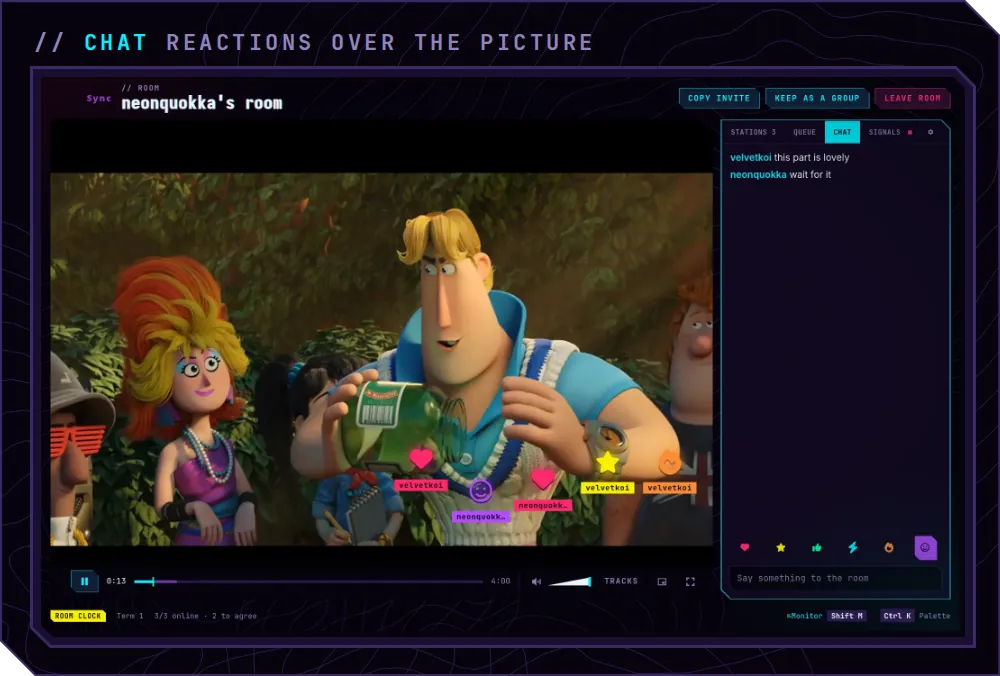 // CHAT REACTIONS OVER THE PICTURE
Sync
// ROOM
neonquokka's room
COPY INVITE
KEEP AS A GROUP
LEAVE ROOM
STATIONS 3
QUEUE
CHAT
SIGNALS
velvetkoi this part is lovely
neonquokka wait for it
velvetkoi
neonquokk…
neonquokk…
velvetkoi
velvetkoi
0:13
4:00
TRACKS
Say something to the room
ROOM CLOCK
Term 1
3/3 online · 2 to agree
Monitor
Shift M
Ctrl K
Palette